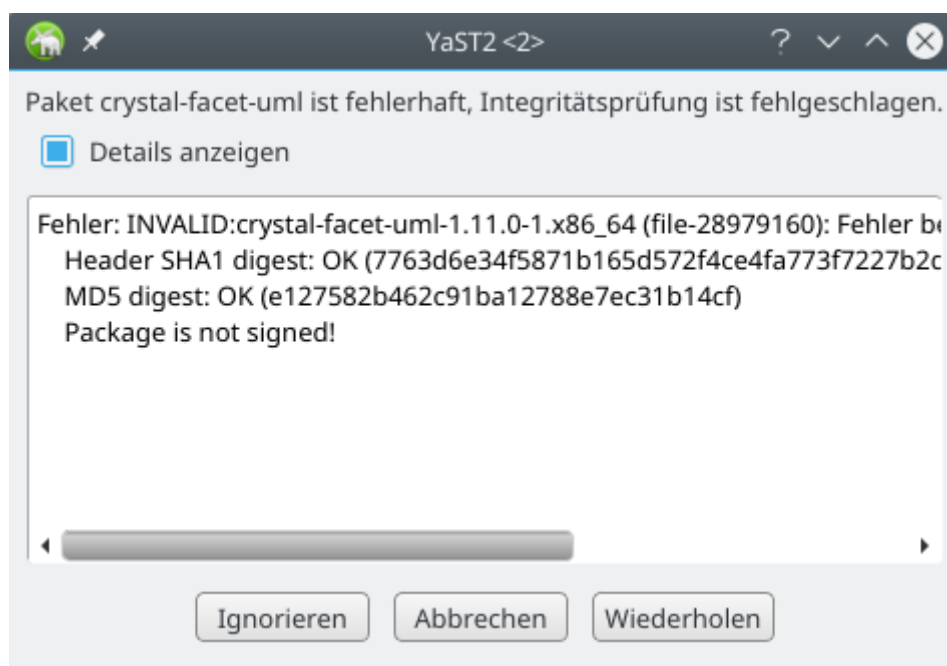 YaST2 <2>
Paket crystal-facet-uml ist fehlerhaft, Integritätsprüfung ist fehlgeschlagen.
Details anzeigen
Fehler: INVALID:crystal-facet-uml-1.11.0-1.x86_64 (file-28979160): Fehler be
Header SHA1 digest: OK (7763d6e34f5871b165d572f4ce4fa773f7227b2c
MD5 digest: OK (e127582b462c91ba12788e7ec31b14cf)
Package is not signed!
Ignorieren Abbrechen Wiederholen